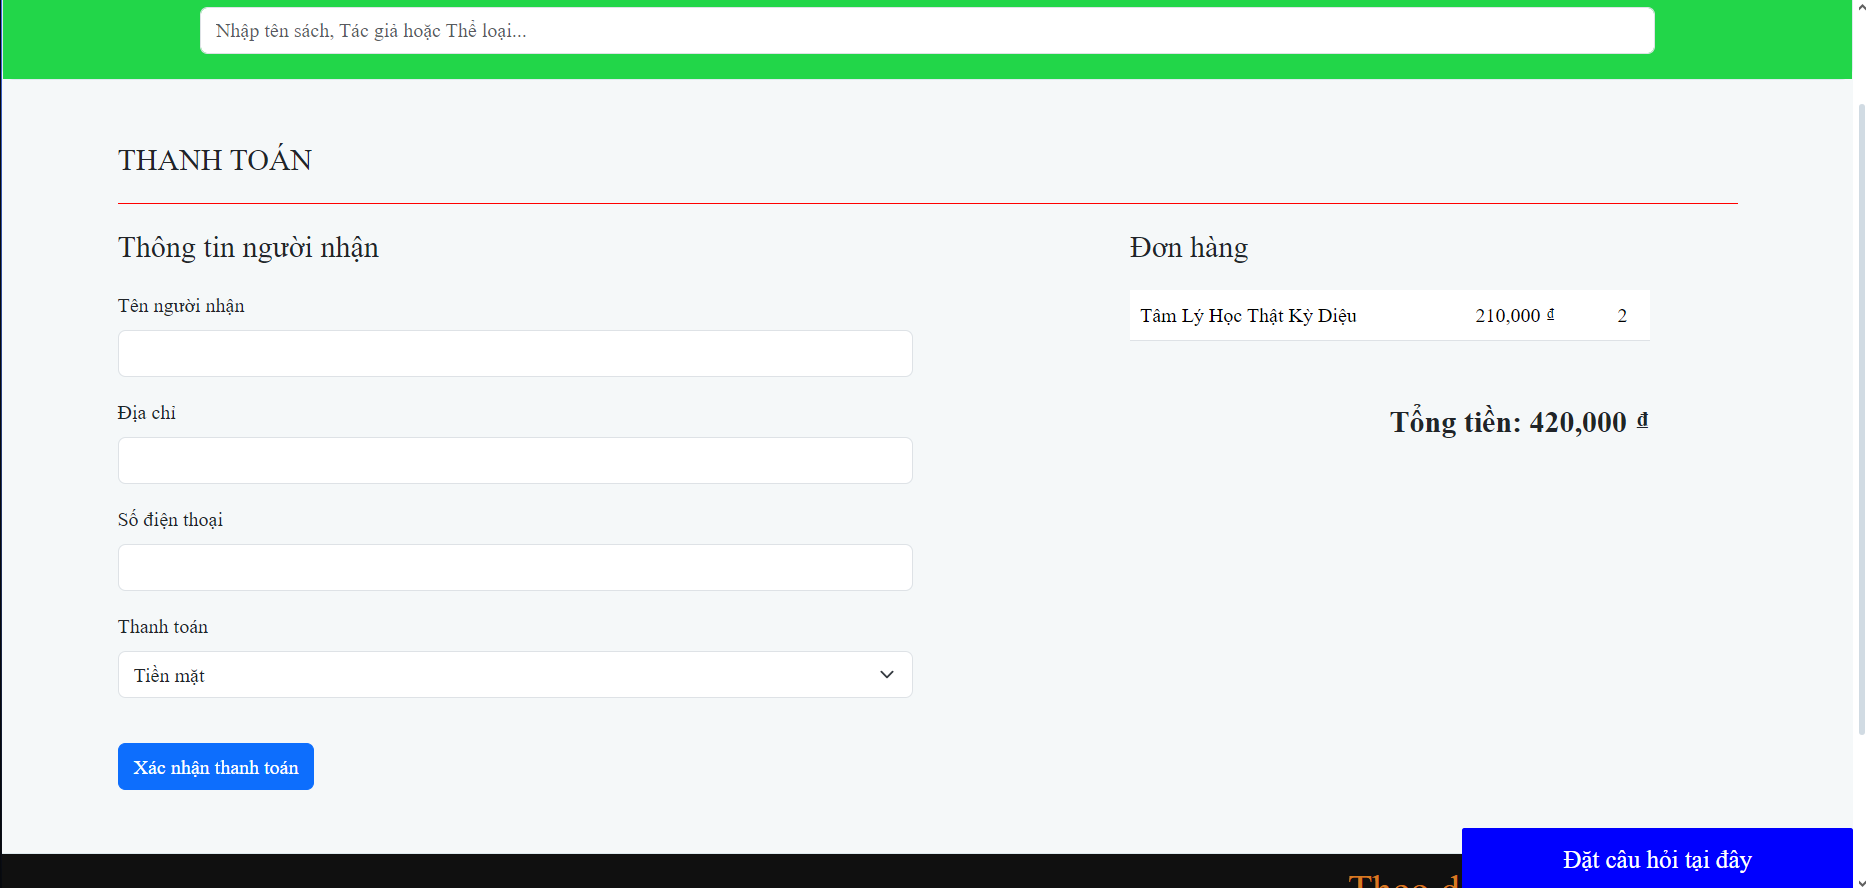 Nhập tên sách, Tác giả hoặc Thể loại...
THANH TOÁN
Thông tin người nhận
Tên người nhận
Địa chỉ
Số điện thoại
Thanh toán
Tiền mặt
Xác nhận thanh toán
Đơn hàng
Tâm Lý Học Thật Kỳ Diệu 210,000 ₫ 2
Tổng tiền: 420,000 ₫
Đặt câu hỏi tại đây